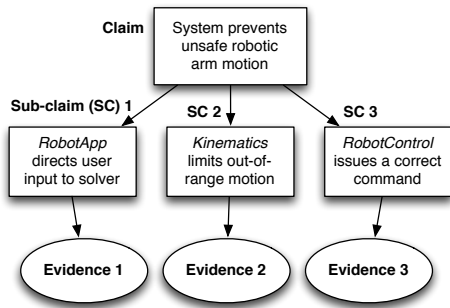 Claim
System prevents
unsafe robotic
arm motion
Sub-claim (SC) 1
SC 2
SC 3
RobotApp
directs user
input to solver
Kinematics
limits out-of-
range motion
RobotControl
issues a correct
command
Evidence 1
Evidence 2
Evidence 3